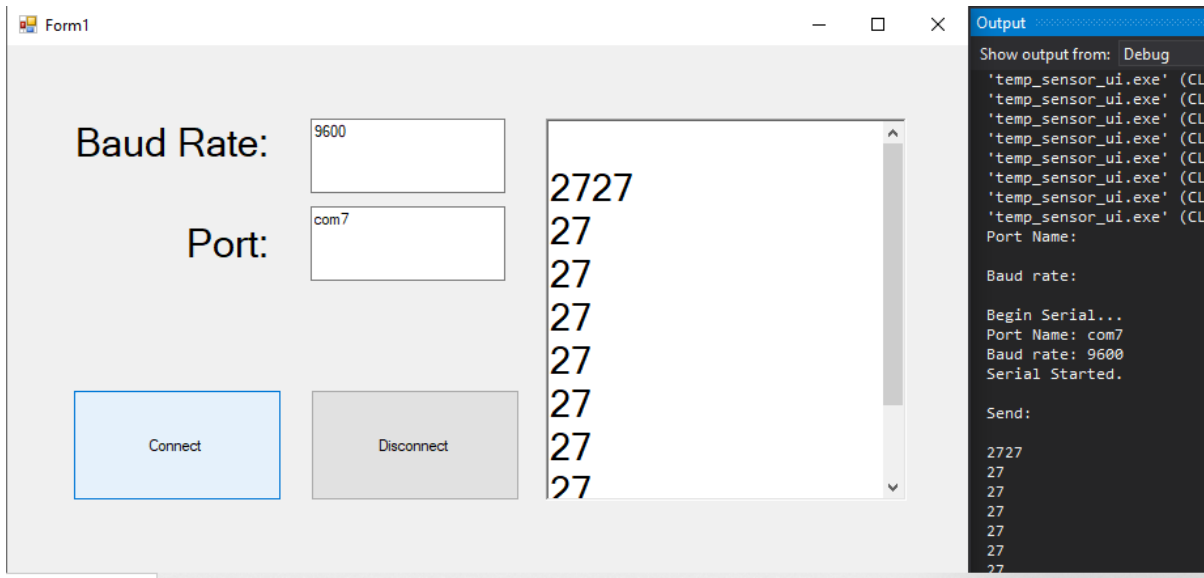 Form1
Baud Rate:
9600
Port:
com7
Connect
Disconnect
2727
27
27
27
27
27
27
27
Output
Show output from: Debug
'temp_sensor_ui.exe' (CL
'temp_sensor_ui.exe' (CL
'temp_sensor_ui.exe' (CL
'temp_sensor_ui.exe' (CL
'temp_sensor_ui.exe' (CL
'temp_sensor_ui.exe' (CL
'temp_sensor_ui.exe' (CL
'temp_sensor_ui.exe' (CL
Port Name:
Baud rate:
Begin Serial...
Port Name: com7
Baud rate: 9600
Serial Started.
Send:
2727
27
27
27
27
27
27